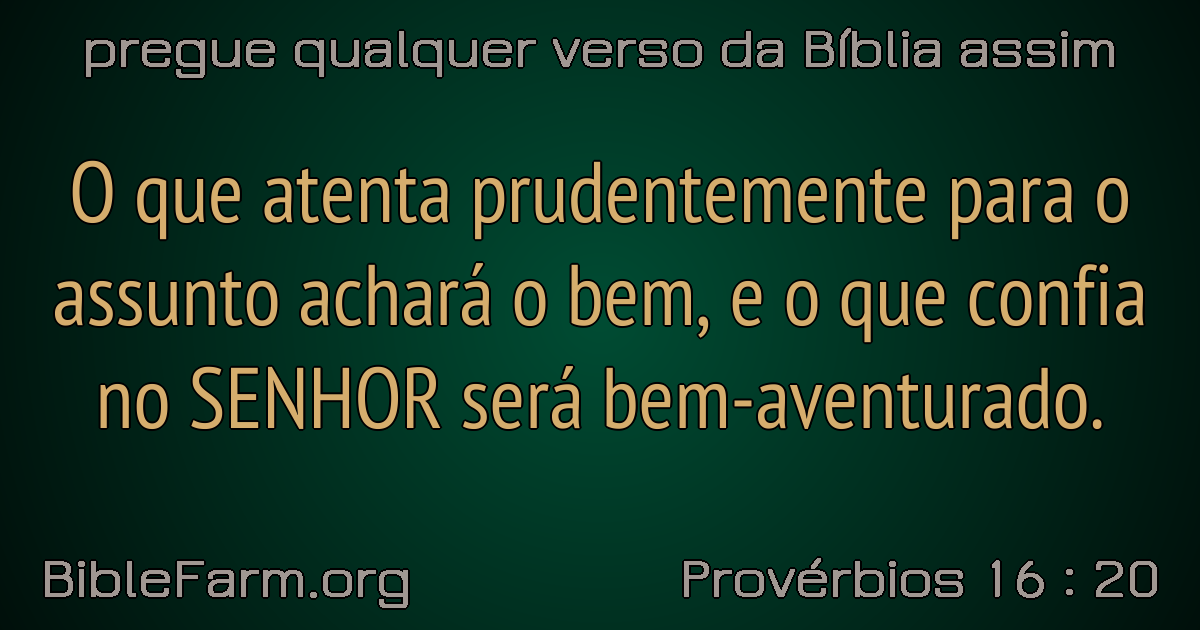 pregue qualquer verso da Bíblia assim
O que atenta prudentemente para o
assunto achará o bem, e o que confia
no SENHOR será bem-aventurado.
BibleFarm.org
Provérbios 16 : 20